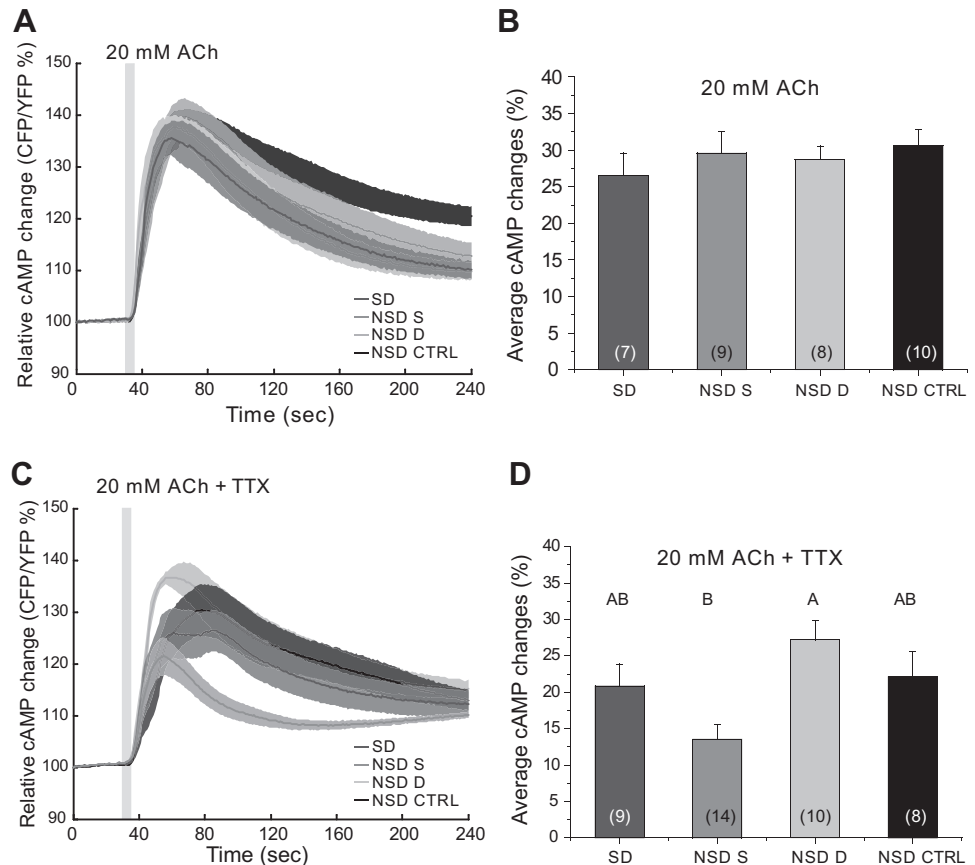 A
20 mM ACh
Relative cAMP change (CFP/YFP %)
150
140
130
120
110
100
90
SD
NSD S
NSD D
NSD CTRL
0 40 80 120 160 200 240
Time (sec)
B
20 mM ACh
Average cAMP changes (%)
40
35
30
25
20
15
10
5
0
(7) (9) (8) (10)
SD NSD S NSD D NSD CTRL
C
20 mM ACh + TTX
Relative cAMP change (CFP/YFP %)
150
140
130
120
110
100
90
SD
NSD S
NSD D
NSD CTRL
0 40 80 120 160 200 240
Time (sec)
D
20 mM ACh + TTX
Average cAMP changes (%)
40
35
30
25
20
15
10
5
0
AB B A AB
(9) (14) (10) (8)
SD NSD S NSD D NSD CTRL